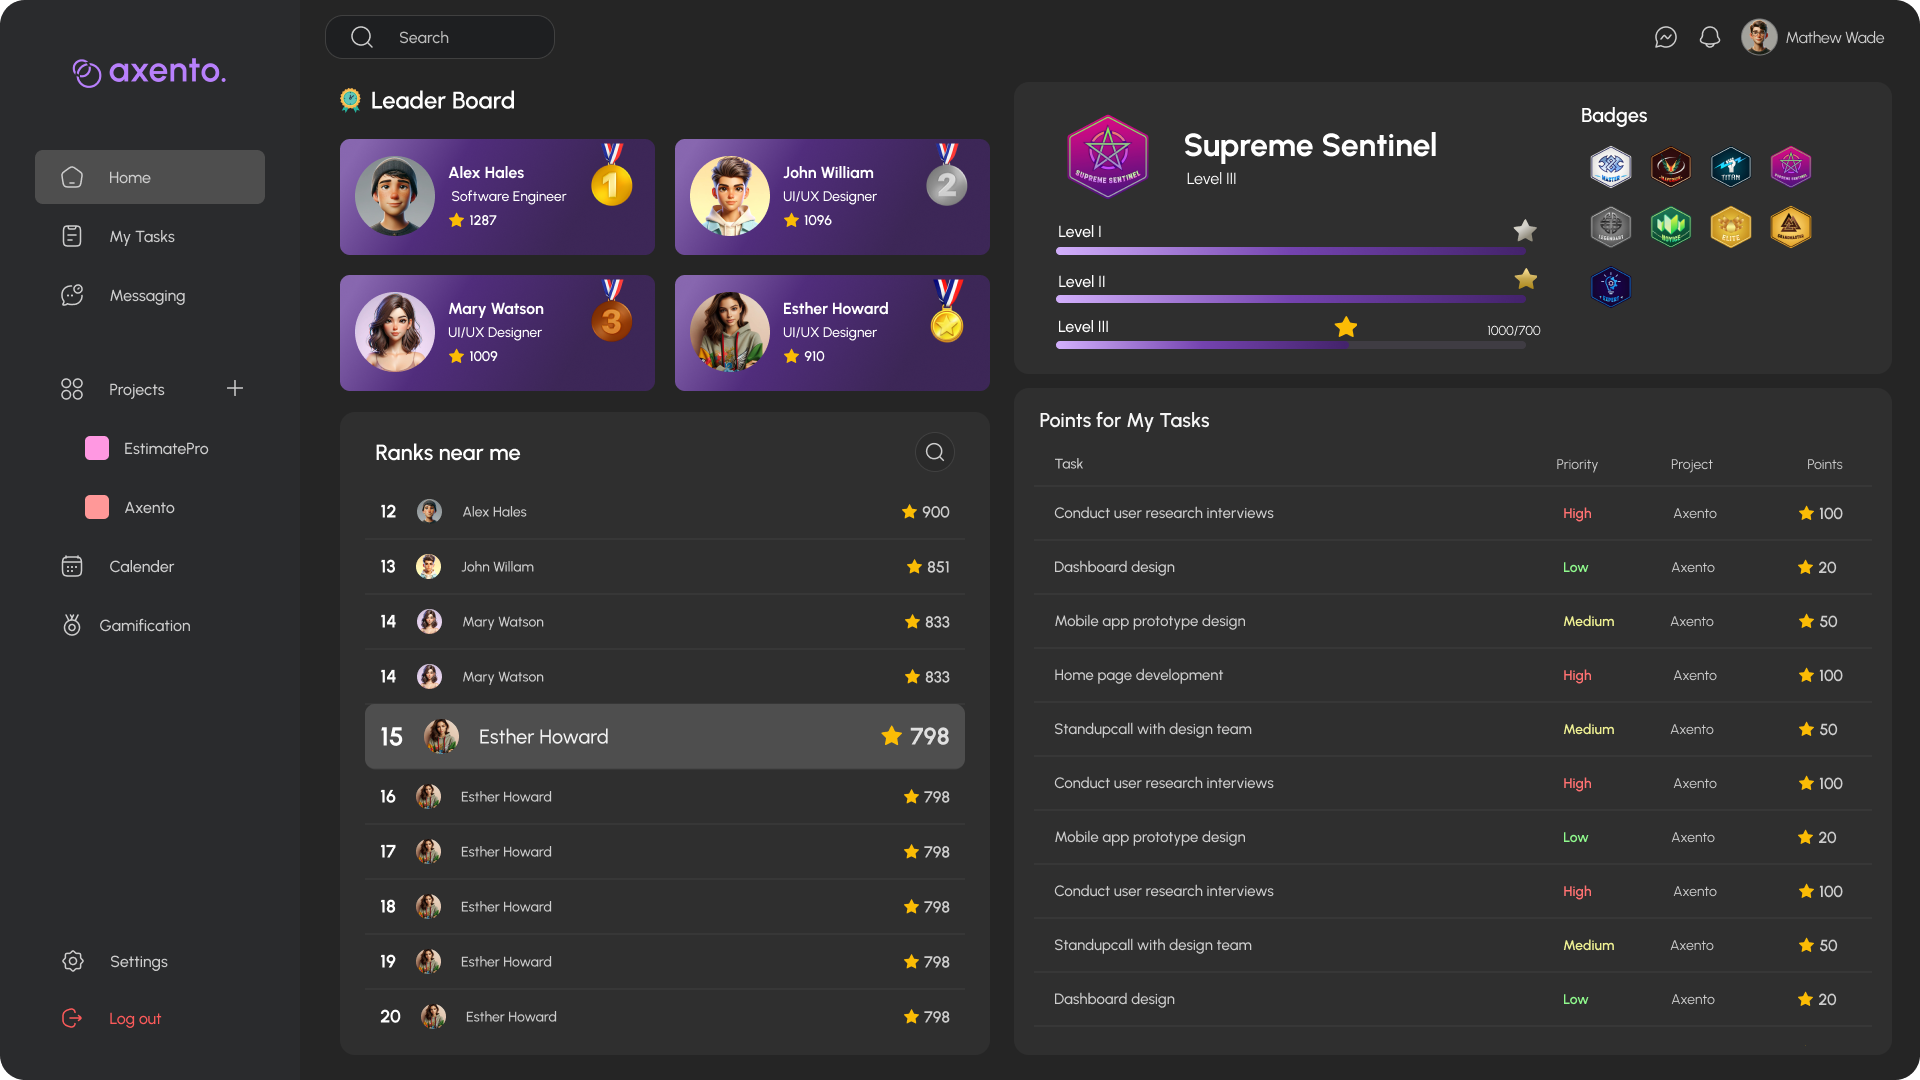 axento.
Home
My Tasks
Messaging
Projects
EstimatePro
Axento
Calender
Gamification
Settings
Log out
Search
Mathew Wade
Leader Board
Alex Hales
Software Engineer
1287
1
John William
UI/UX Designer
1096
2
Mary Watson
UI/UX Designer
1009
3
Esther Howard
UI/UX Designer
910
Ranks near me
12 Alex Hales 900
13 John Willam 851
14 Mary Watson 833
14 Mary Watson 833
15 Esther Howard 798
16 Esther Howard 798
17 Esther Howard 798
18 Esther Howard 798
19 Esther Howard 798
20 Esther Howard 798
SUPREME SENTINEL
Supreme Sentinel
Level III
Level I
Level II
Level III
1000/700
Badges
MASTER
TITAN
SUPREME SENTINEL
LEGENDARY
NOVICE
ELITE
EXPERT
Points for My Tasks
Task Priority Project Points
Conduct user research interviews High Axento 100
Dashboard design Low Axento 20
Mobile app prototype design Medium Axento 50
Home page development High Axento 100
Standupcall with design team Medium Axento 50
Conduct user research interviews High Axento 100
Mobile app prototype design Low Axento 20
Conduct user research interviews High Axento 100
Standupcall with design team Medium Axento 50
Dashboard design Low Axento 20